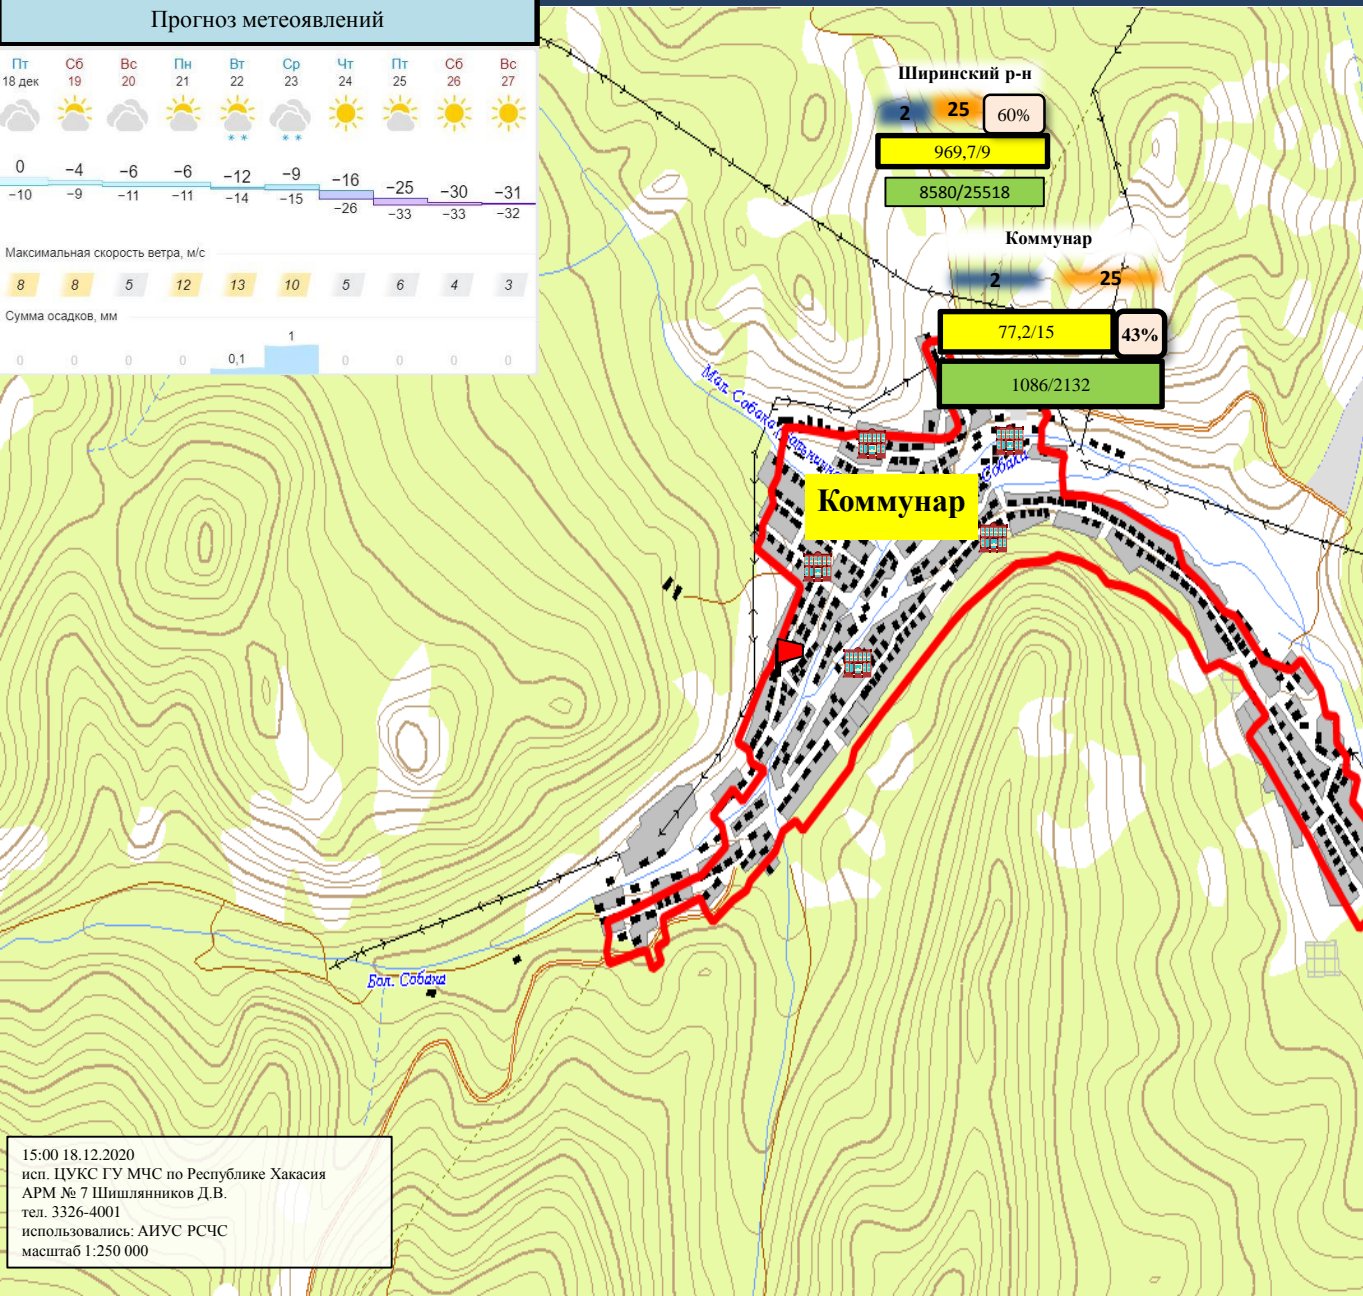 Прогноз метеоявлений
Пт Сб Вс Пн Вт Ср Чт Пт Сб Вс
18 дек 19 20 21 22 23 24 25 26 27
0 −4 −6 −6 −12 −9 −16 −25 −30 −31
−10 −9 −11 −11 −14 −15 −26 −33 −33 −32
Максимальная скорость ветра, м/с
8 8 5 12 13 10 5 6 4 3
Сумма осадков, мм
0 0 0 0 0,1 1 0 0 0 0
Ширинский р-н
2 25 60%
969,7/9
8580/25518
Коммунар
2 25
77,2/15 43%
1086/2132
Мал. Собака
Собака
Коммунар
Бол. Собака
15:00 18.12.2020
исп. ЦУКС ГУ МЧС по Республике Хакасия
АРМ № 7 Шишлянников Д.В.
тел. 3326-4001
использовались: АИУС РСЧС
масштаб 1:250 000